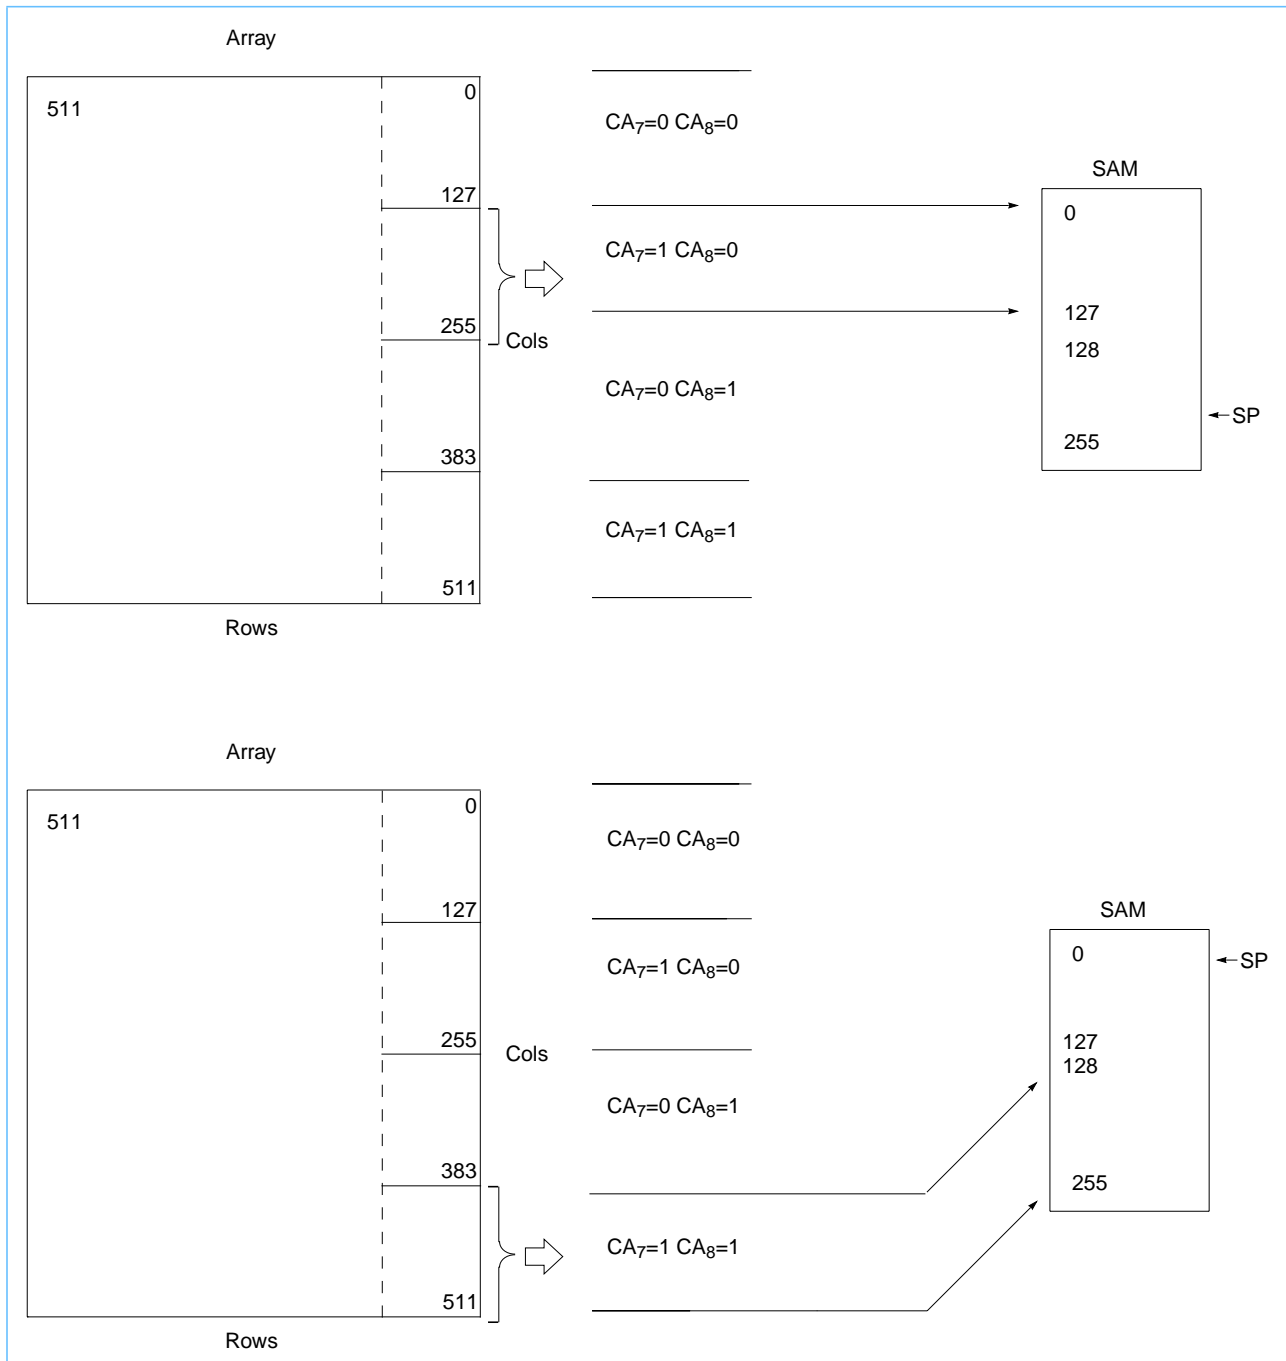 Array
0
511
CA7=0 CA8=0
SAM
127
0
CA7=1 CA8=0
127
255
Cols
128
CA7=0 CA8=1
SP
255
383
CA7=1 CA8=1
511
Rows
Array
0
511
CA7=0 CA8=0
127
SAM
0
SP
CA7=1 CA8=0
255
Cols
127
128
CA7=0 CA8=1
383
255
CA7=1 CA8=1
511
Rows